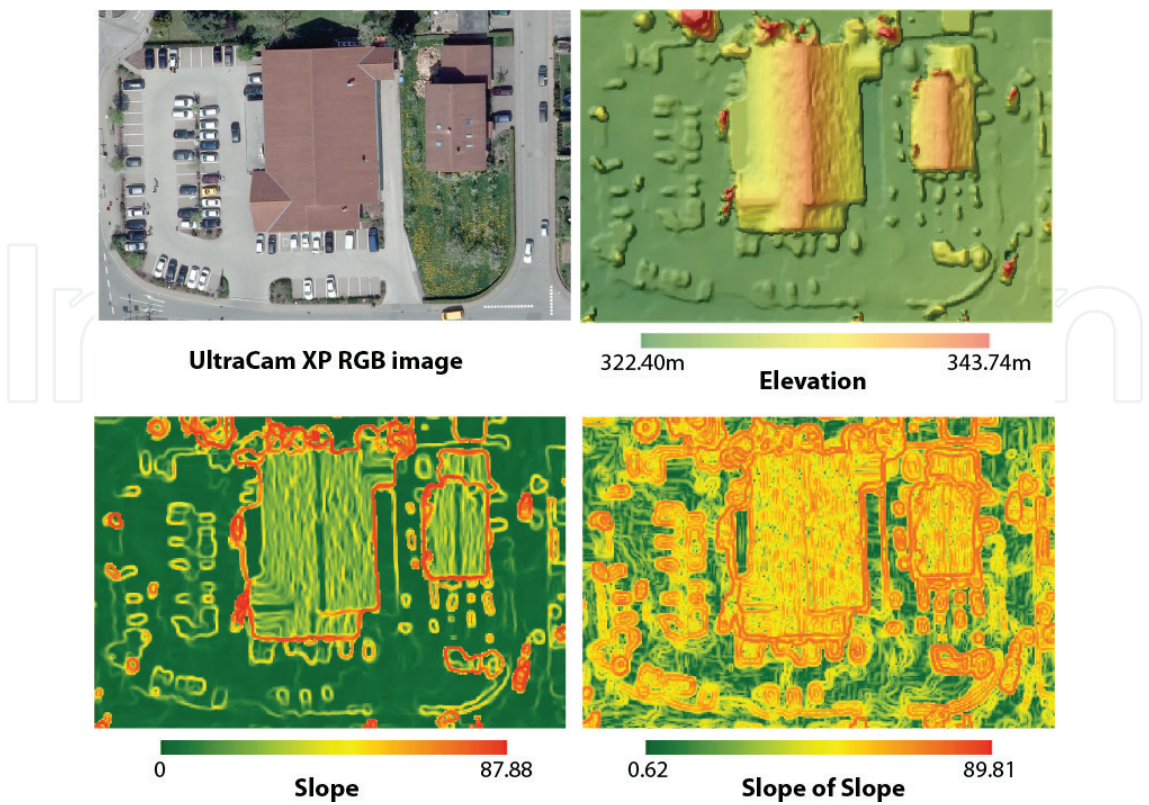 UltraCam XP RGB image
322.40m 343.74m
Elevation
0 87.88
Slope
0.62 89.81
Slope of Slope